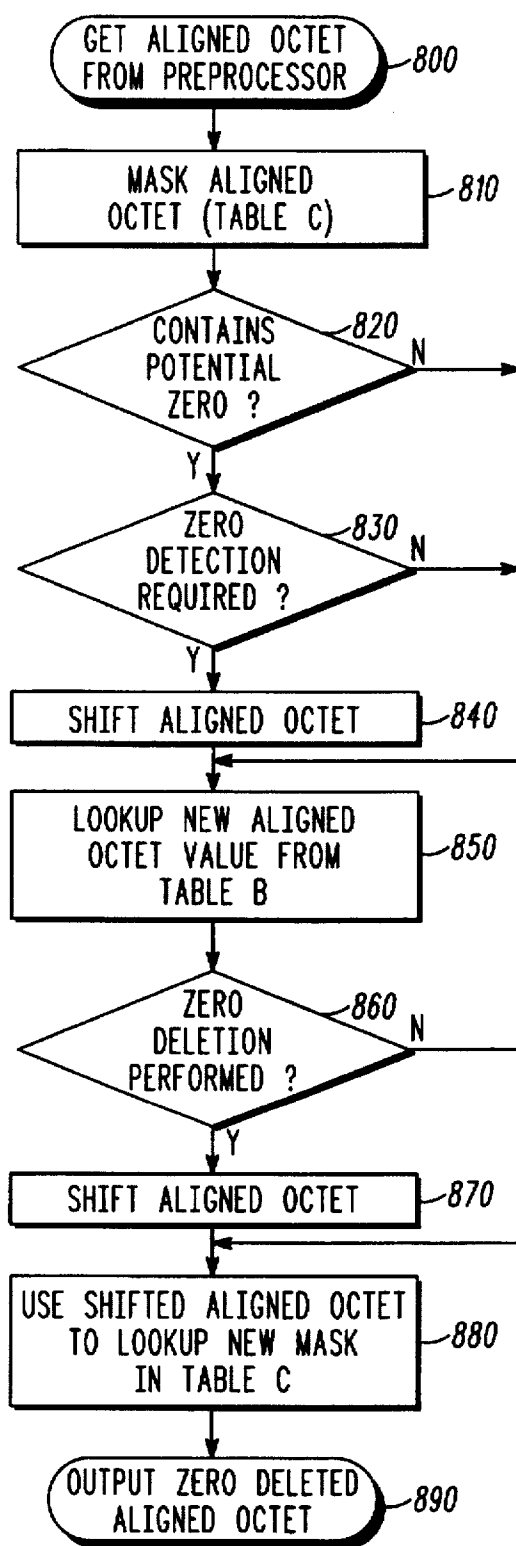 GET ALIGNED OCTET
FROM PREPROCESSOR
800
MASK ALIGNED
OCTET (TABLE C)
810
CONTAINS
POTENTIAL
ZERO ?
820
N
Y
ZERO
DETECTION
REQUIRED ?
830
N
Y
SHIFT ALIGNED OCTET
840
LOOKUP NEW ALIGNED
OCTET VALUE FROM
TABLE B
850
ZERO
DELETION
PERFORMED ?
860
N
Y
SHIFT ALIGNED OCTET
870
USE SHIFTED ALIGNED OCTET
TO LOOKUP NEW MASK
IN TABLE C
880
OUTPUT ZERO DELETED
ALIGNED OCTET
890